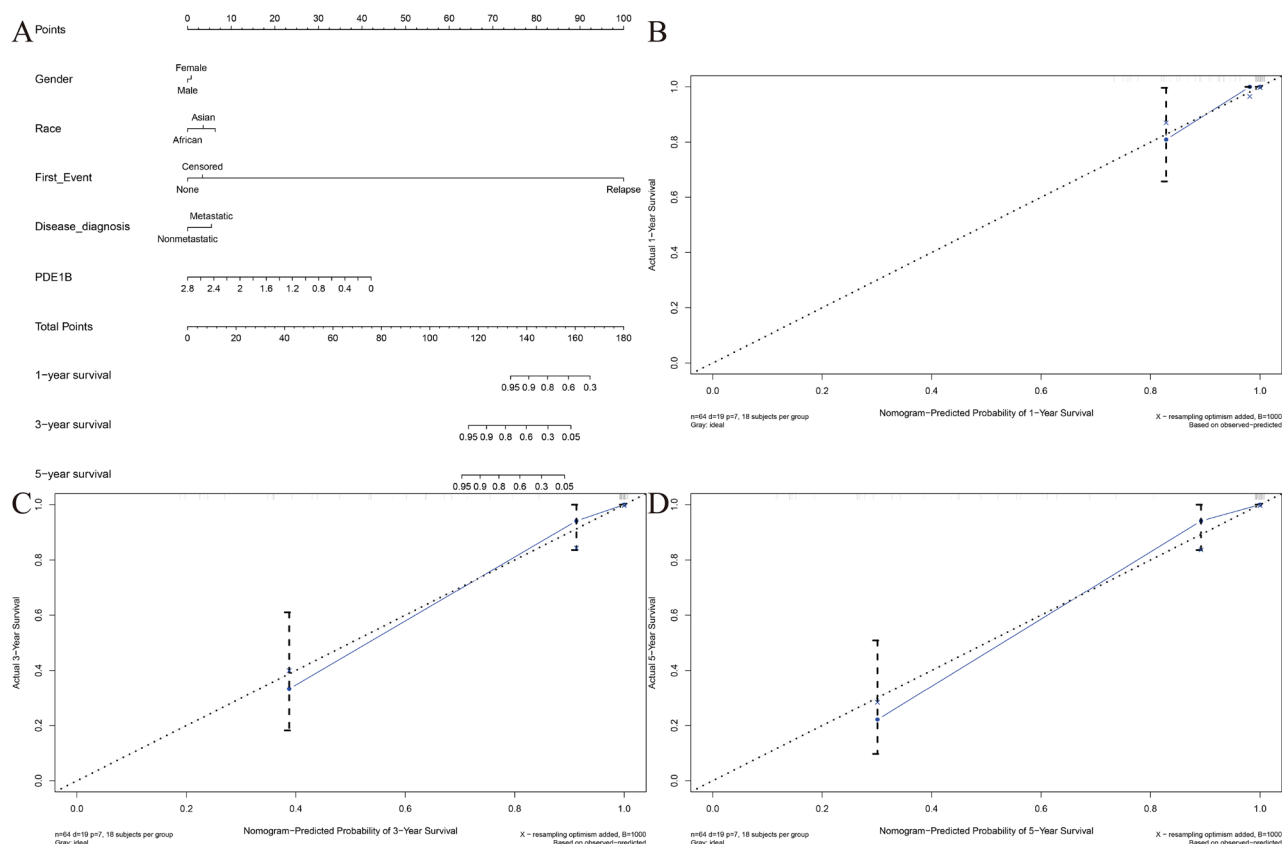 A
Points
0 10 20 30 40 50 60 70 80 90 100
Gender
Female
Male
Race
Asian
African
First_Event
Censored
None
Relapse
Disease_diagnosis
Metastatic
Nonmetastatic
PDE1B
2.8 2.4 2 1.6 1.2 0.8 0.4 0
Total Points
0 20 40 60 80 100 120 140 160 180
1−year survival
0.95 0.9 0.8 0.6 0.3
3−year survival
0.95 0.9 0.8 0.6 0.3 0.05
5−year survival
0.95 0.9 0.8 0.6 0.3 0.05
B
Actual 1−Year Survival
1.0
0.8
0.6
0.4
0.2
0.0
0.0 0.2 0.4 0.6 0.8 1.0
Nomogram−Predicted Probability of 1−Year Survival
n=64 d=19 p=7, 18 subjects per group
Gray: ideal
X − resampling optimism added, B=1000
Based on observed−predicted
C
Actual 3−Year Survival
1.0
0.8
0.6
0.4
0.2
0.0
0.0 0.2 0.4 0.6 0.8 1.0
Nomogram−Predicted Probability of 3−Year Survival
n=64 d=19 p=7, 18 subjects per group
Gray: ideal
X − resampling optimism added, B=1000
Based on observed−predicted
D
Actual 5−Year Survival
1.0
0.8
0.6
0.4
0.2
0.0
0.0 0.2 0.4 0.6 0.8 1.0
Nomogram−Predicted Probability of 5−Year Survival
n=64 d=19 p=7, 18 subjects per group
Gray: ideal
X − resampling optimism added, B=1000
Based on observed−predicted